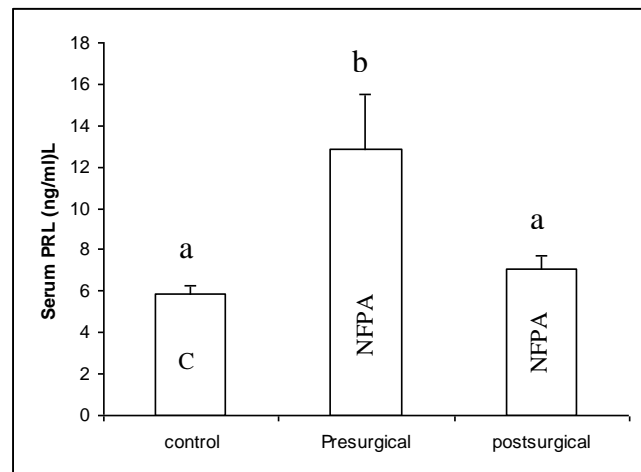 Serum PRL (ng/ml)L
18
16
14
12
10
8
6
4
2
0
a
b
a
C
NFPA
NFPA
control
Presurgical
postsurgical